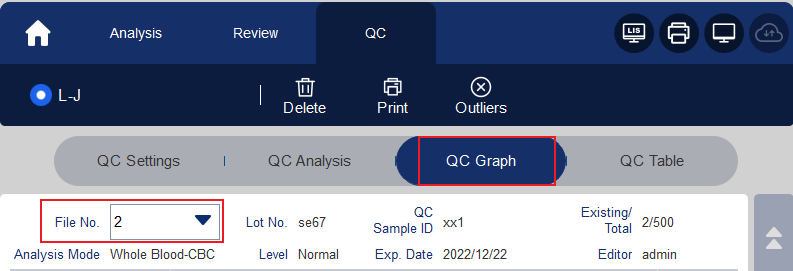 Analysis Review QC LIS
L-J Delete Print Outliers
QC Settings QC Analysis QC Graph QC Table
File No. 2 Lot No. se67 QC Sample ID xx1 Existing/ Total 2/500
Analysis Mode Whole Blood-CBC Level Normal Exp. Date 2022/12/22 Editor admin